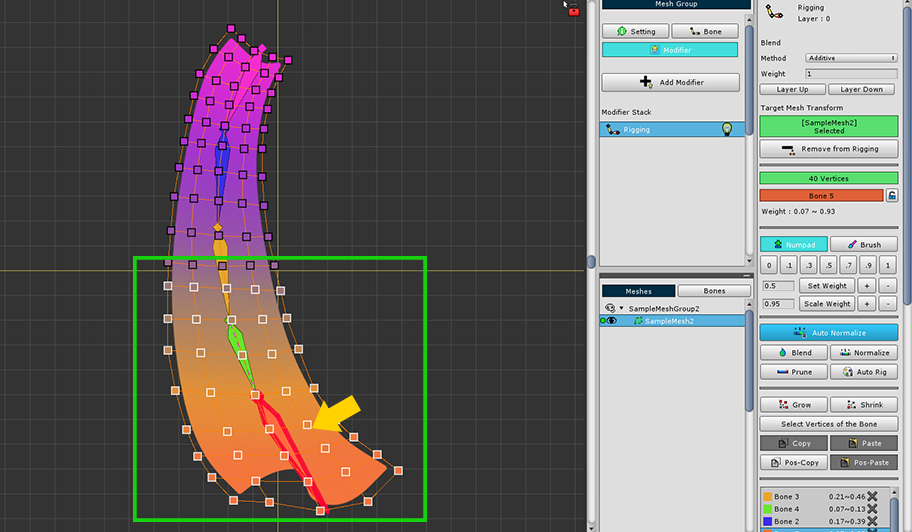 Mesh Group
Setting
Bone
Modifier
Add Modifier
Modifier Stack
Rigging
Meshes
Bones
SampleMeshGroup2
SampleMesh2
Rigging
Layer : 0
Blend
Method
Additive
Weight
1
Layer Up
Layer Down
Target Mesh Transform
[SampleMesh2]
Selected
Remove from Rigging
40 Vertices
Bone 5
Weight : 0.07 ~ 0.93
Numpad
Brush
0
.1
.3
.5
.7
.9
1
0.5
Set Weight
+
-
0.95
Scale Weight
+
-
Auto Normalize
Blend
Normalize
Prune
Auto Rig
Grow
Shrink
Select Vertices of the Bone
Copy
Paste
Pos-Copy
Pos-Paste
Bone 3
0.21~0.46
Bone 4
0.07~0.13
Bone 2
0.17~0.39